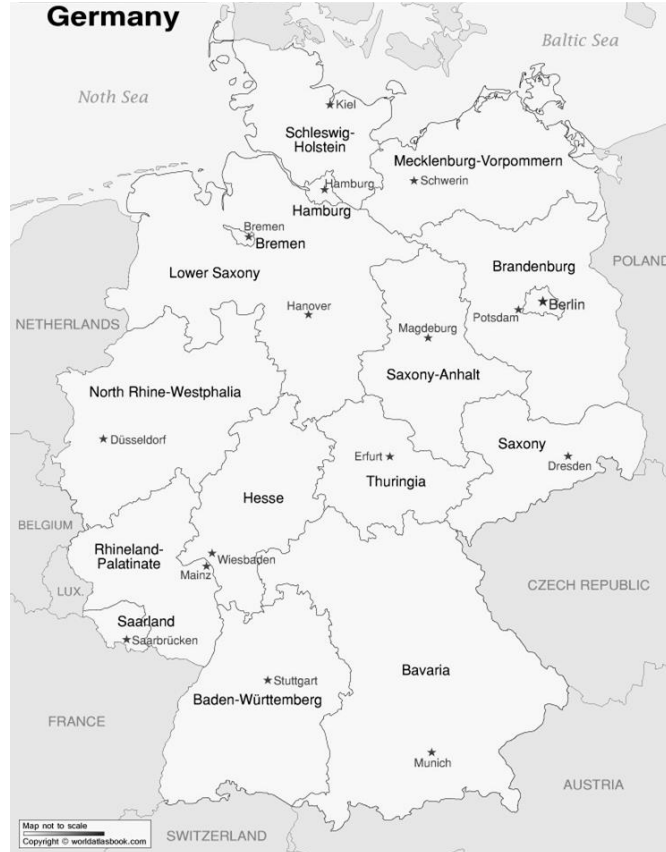 Germany
Baltic Sea
Noth Sea
Kiel
Schleswig-
Holstein
Mecklenburg-Vorpommern
Hamburg
Schwerin
Hamburg
Bremen
Bremen
Lower Saxony
Brandenburg
POLAND
Berlin
Hanover
Potsdam
NETHERLANDS
Magdeburg
Saxony-Anhalt
North Rhine-Westphalia
Düsseldorf
Saxony
Erfurt
Dresden
Thuringia
Hesse
BELGIUM
Rhineland-
Palatinate
Wiesbaden
Mainz
CZECH REPUBLIC
LUX.
Saarland
Saarbrücken
Bavaria
Stuttgart
Baden-Württemberg
FRANCE
Munich
AUSTRIA
Map not to scale
Copyright © worldatlasbook.com
SWITZERLAND